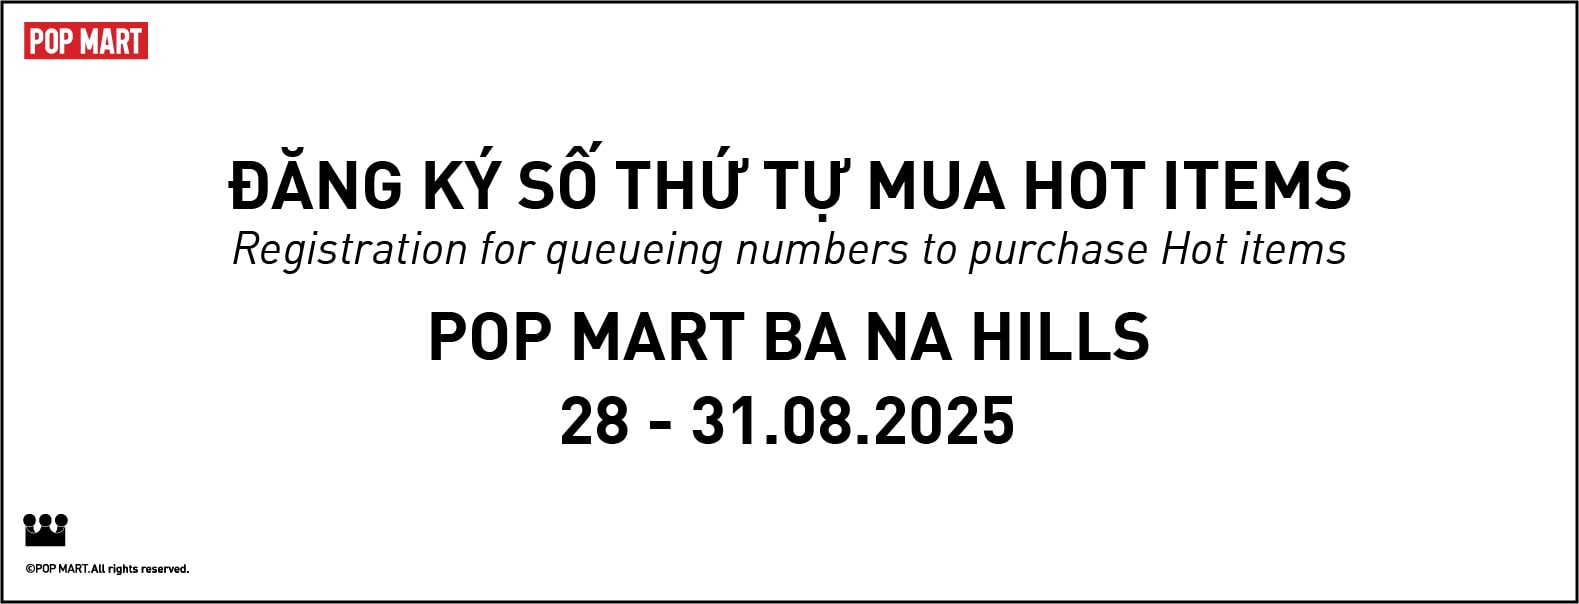 POP MART
ĐĂNG KÝ SỐ THỨ TỰ MUA HOT ITEMS
Registration for queueing numbers to purchase Hot items
POP MART BA NA HILLS
28 - 31.08.2025
©POP MART.All rights reserved.